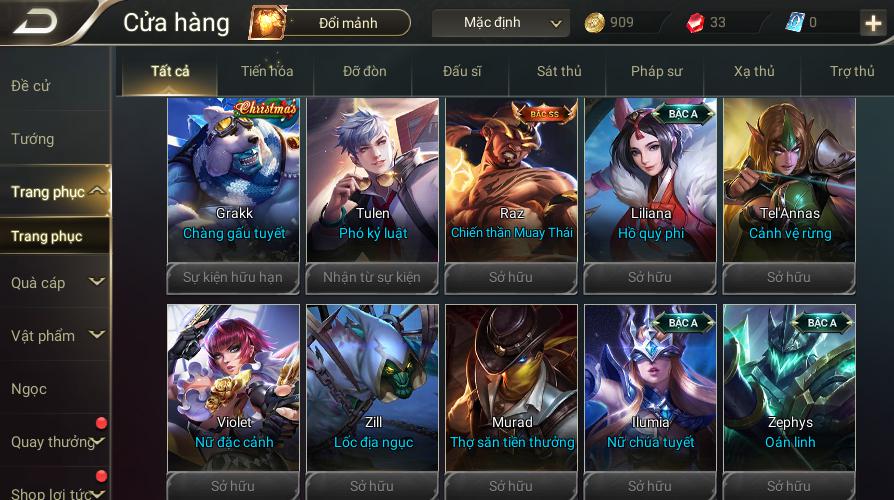 Cửa hàng
Đổi mảnh
Mặc định
909
33
0
Đề cử
Tướng
Trang phục
Trang phục
Quà cáp
Vật phẩm
Ngọc
Quay thưởng
Shop lợi tức
Tất cả
Tiến hóa
Đỡ đòn
Đấu sĩ
Sát thủ
Pháp sư
Xạ thủ
Trợ thủ
Christmas
Grakk
Chàng gấu tuyết
Sự kiện hữu hạn
Tulen
Phó kỷ luật
Nhận từ sự kiện
BẬC SS
Raz
Chiến thần Muay Thái
Sở hữu
BẬC A
Liliana
Hồ quý phi
Sở hữu
Tel'Annas
Cảnh vệ rừng
Sở hữu
Violet
Nữ đặc cảnh
Sở hữu
Zill
Lốc địa ngục
Sở hữu
Murad
Thợ săn tiền thưởng
Sở hữu
BẬC A
Ilumia
Nữ chúa tuyết
Sở hữu
BẬC A
Zephys
Oán linh
Sở hữu